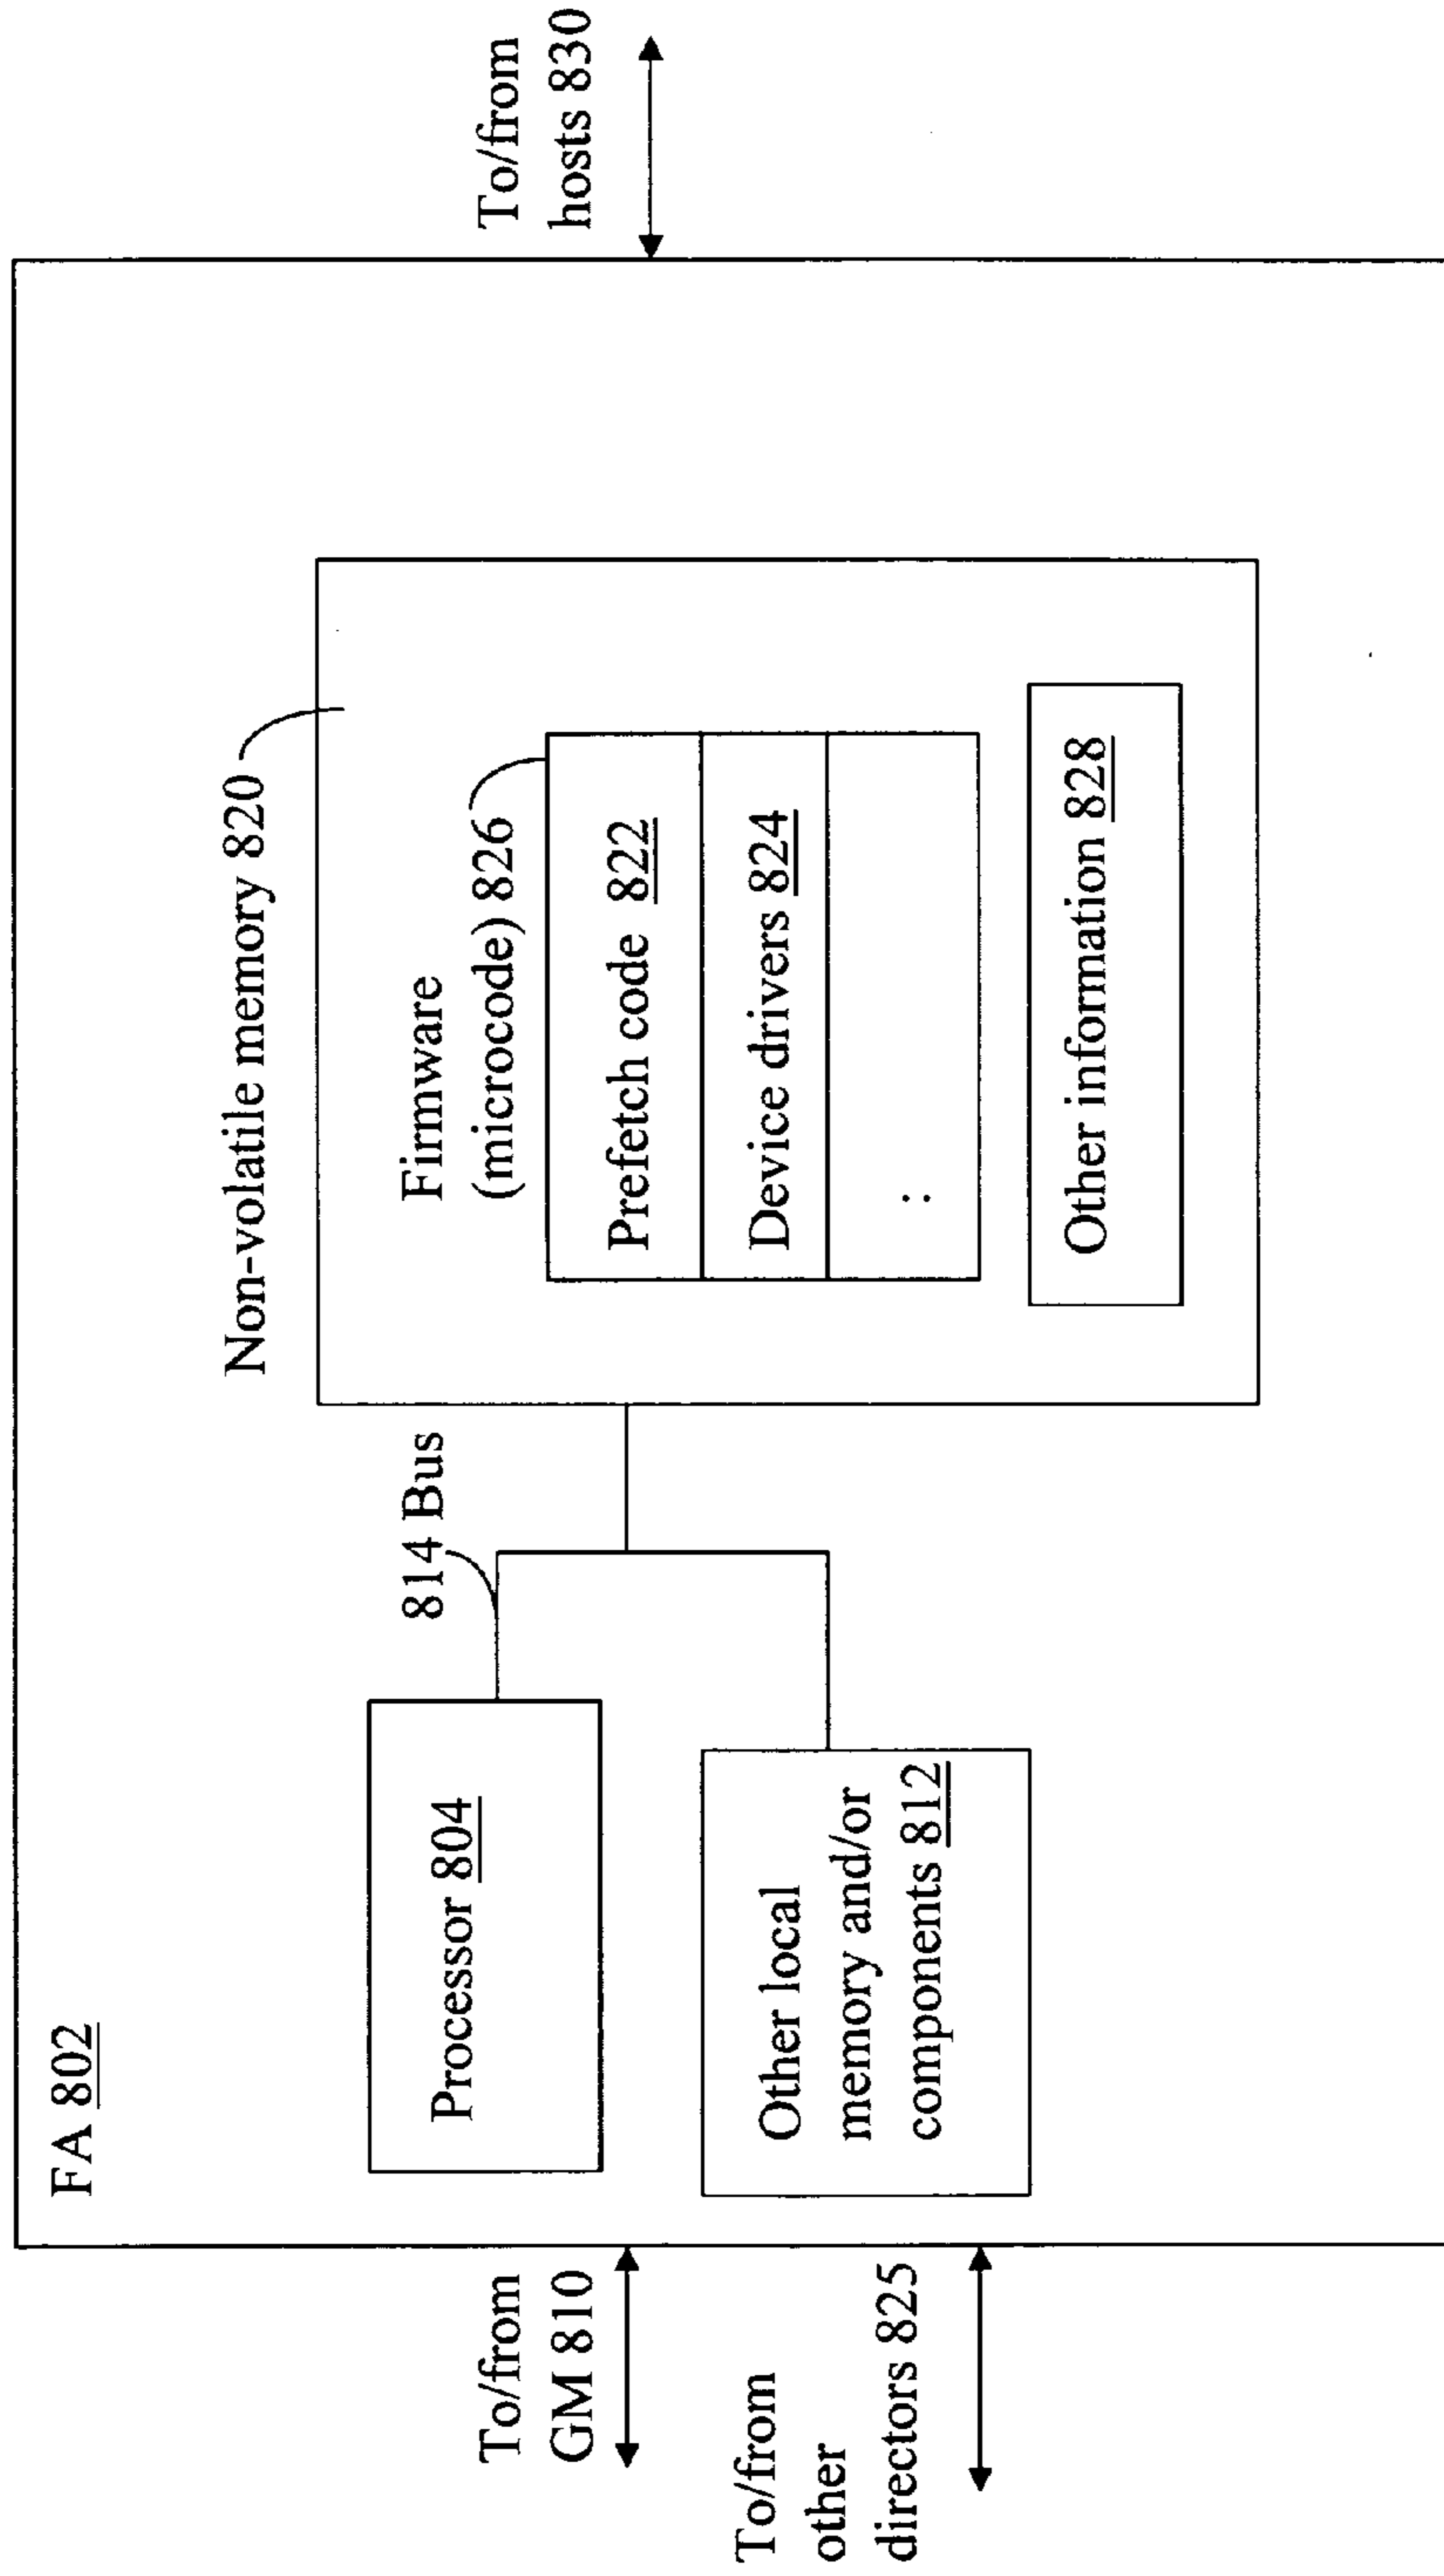 FA 802
Non-volatile memory 820
Firmware
(microcode) 826
Prefetch code 822
Device drivers 824
:
Other information 828
814 Bus
Processor 804
Other local
memory and/or
components 812
To/from
GM 810
To/from
other
directors 825
To/from
hosts 830